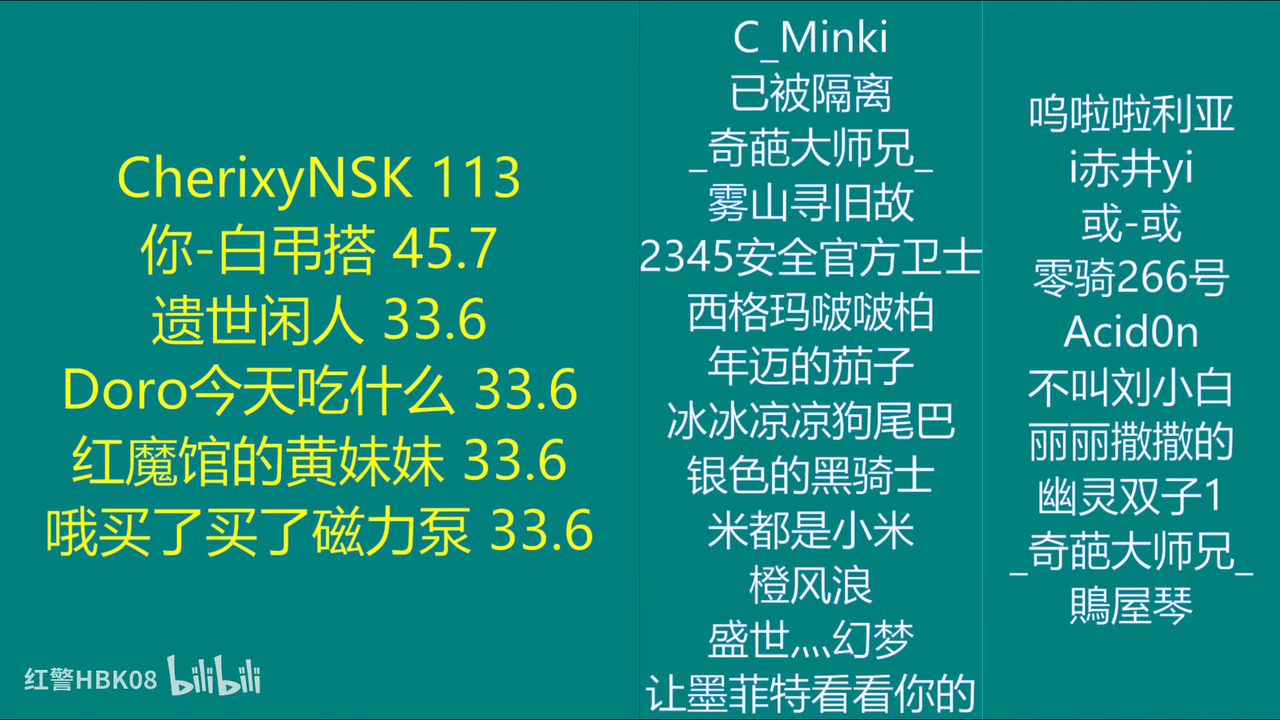 CherixyNSK 113
你-白弔搭 45.7
遗世闲人 33.6
Doro今天吃什么 33.6
红魔馆的黄妹妹 33.6
哦买了买了磁力泵 33.6
C_Minki
已被隔离
_奇葩大师兄_
雾山寻旧故
2345安全官方卫士
西格玛啵啵柏
年迈的茄子
冰冰凉凉狗尾巴
银色的黑骑士
米都是小米
橙风浪
盛世灬幻梦
让墨菲特看看你的
呜啦啦利亚
i赤井yi
或-或
零骑266号
Acid0n
不叫刘小白
丽丽撒撒的
幽灵双子1
_奇葩大师兄_
鵙屋琴
红警HBK08 bilibili